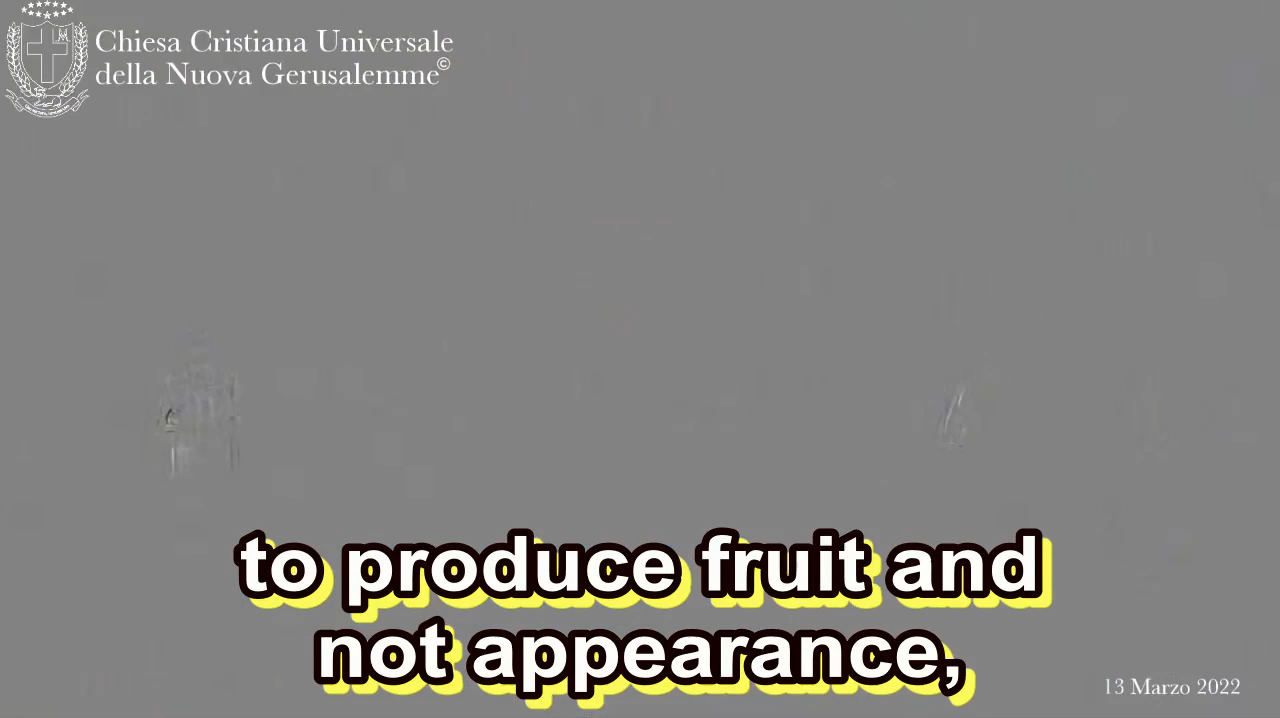 Chiesa Cristiana Universale
della Nuova Gerusalemme©
to produce fruit and
not appearance,
13 Marzo 2022